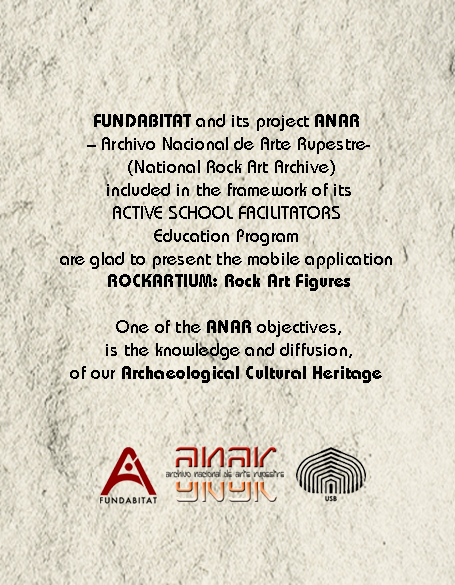 FUNDABITAT and its project ANAR
– Archivo Nacional de Arte Rupestre-
(National Rock Art Archive)
included in the framework of its
ACTIVE SCHOOL FACILITATORS
Education Program
are glad to present the mobile application
ROCKARTIUM: Rock Art Figures
One of the ANAR objectives,
is the knowledge and diffusion,
of our Archaeological Cultural Heritage
FUNDABITAT
ANAR
archivo nacional de arte rupestre
USB